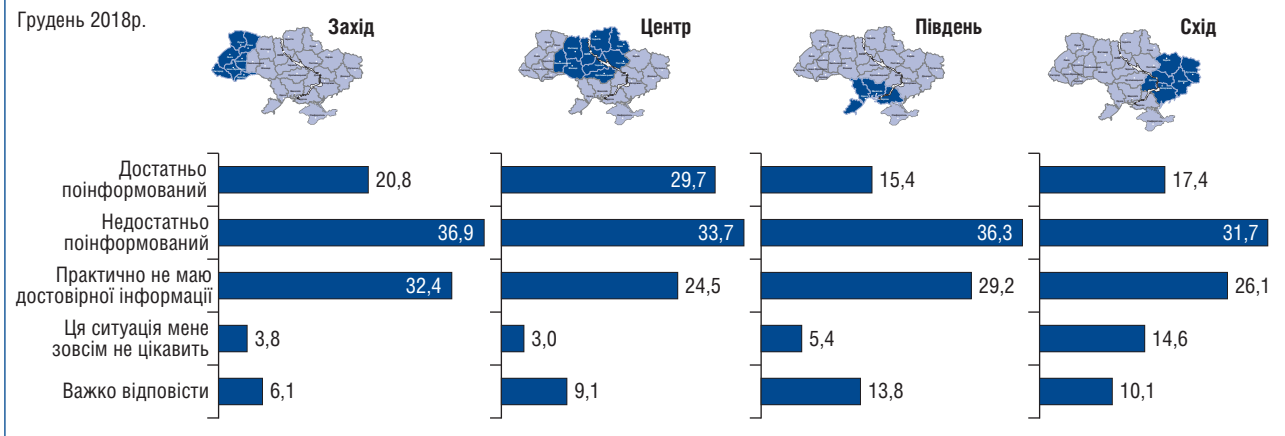 Грудень 2018р.
Захід
Центр
Південь
Схід
Достатньо
поінформований
20,8
29,7
15,4
17,4
Недостатньо
поінформований
36,9
33,7
36,3
31,7
Практично не маю
достовірної інформації
32,4
24,5
29,2
26,1
Ця ситуація мене
зовсім не цікавить
3,8
3,0
5,4
14,6
Важко відповісти
6,1
9,1
13,8
10,1